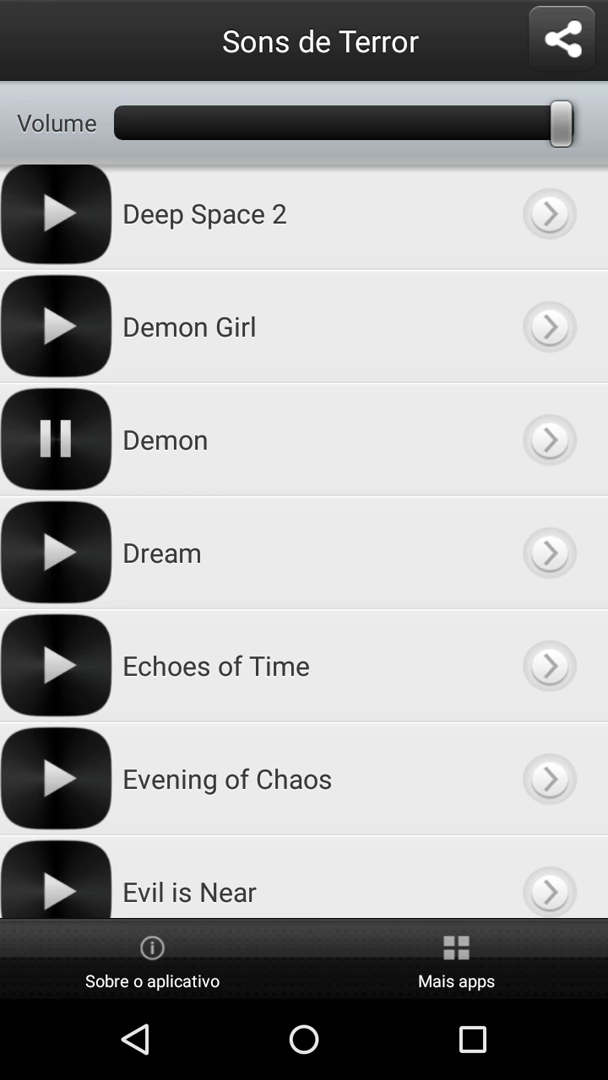 Sons de Terror
Volume
Deep Space 2
Demon Girl
Demon
Dream
Echoes of Time
Evening of Chaos
Evil is Near
Sobre o aplicativo
Mais apps